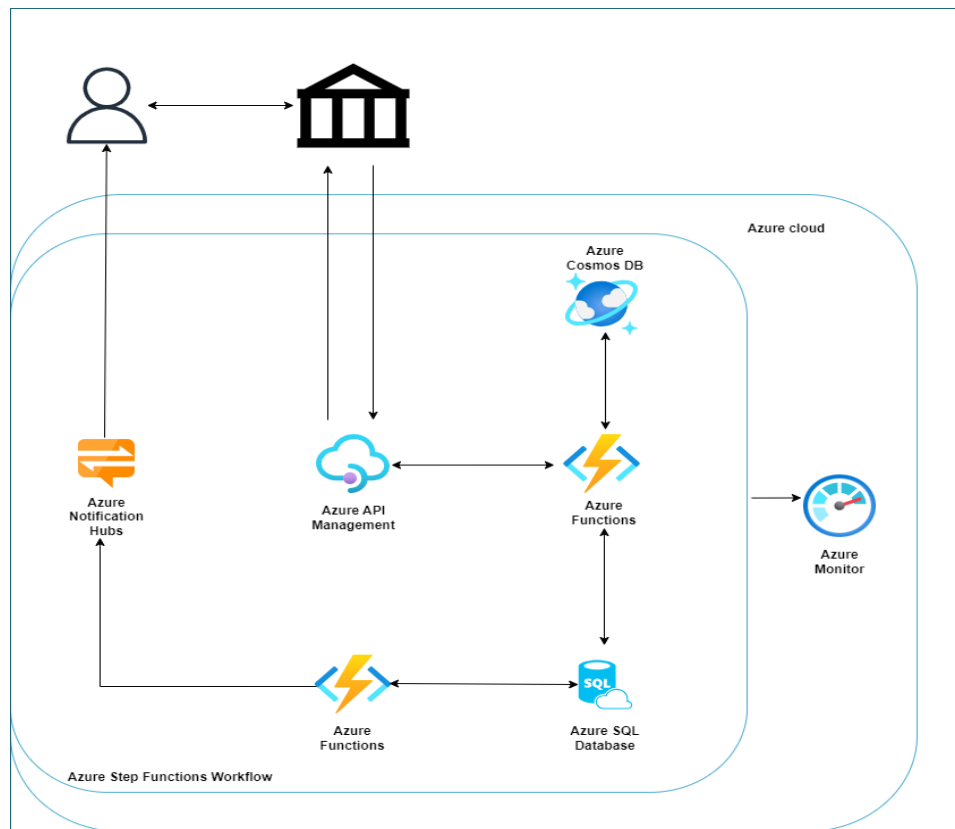 Azure cloud
Azure
Cosmos DB
Azure
Notification
Hubs
Azure API
Management
Azure
Functions
Azure
Monitor
Azure
Functions
SQL
Azure SQL
Database
Azure Step Functions Workflow